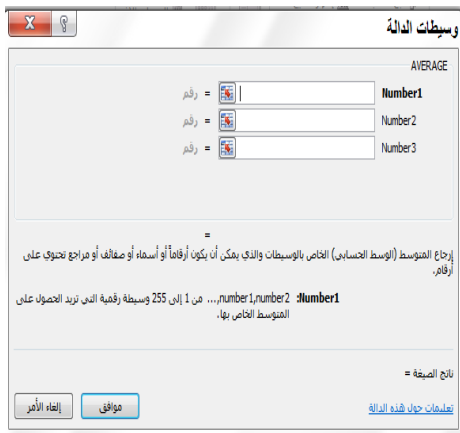 وسيطات الدالة
AVERAGE
Number1 = رقم
Number2 = رقم
Number3 = رقم
=
إرجاع المتوسط (الوسط الحسابي) الخاص بالوسيطات والذي يمكن أن يكون أرقاماً أو أسماء أو صفائف أو مراجع تحتوي على
أرقام.
Number1: number1,number2,... من 1 إلى 255 وسيطة رقمية التي تريد الحصول على
المتوسط الخاص بها.
ناتج الصيغة =
تعليمات حول هذه الدالة
موافق
إلغاء الأمر